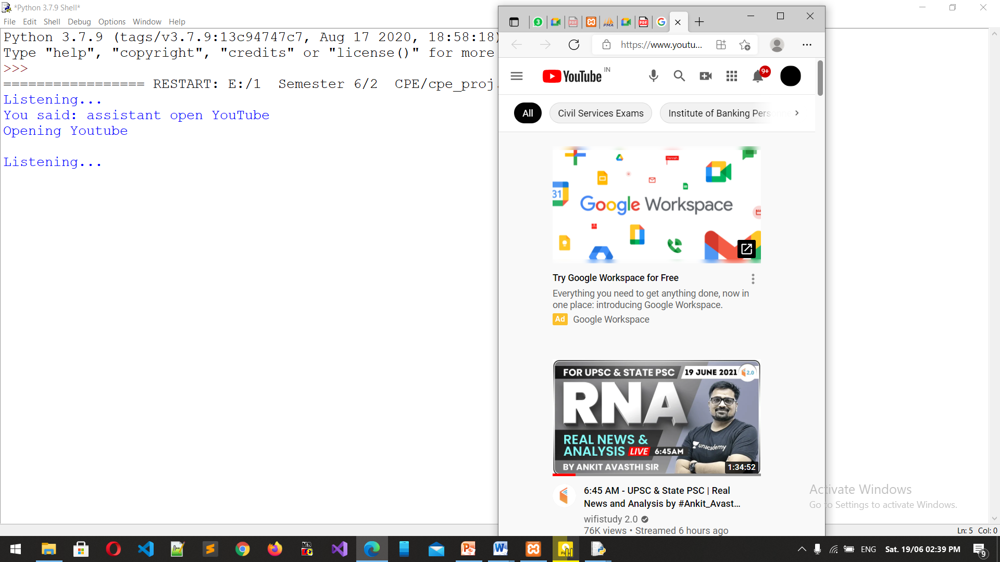 *Python 3.7.9 Shell*
File Edit Shell Debug Options Window Help
Python 3.7.9 (tags/v3.7.9:13c94747c7, Aug 17 2020, 18:58:18)
Type "help", "copyright", "credits" or "license()" for more
>>>
================= RESTART: E:/1 Semester 6/2 CPE/cpe_proj.
Listening...
You said: assistant open YouTube
Opening Youtube
Listening...
3
PDF
PMA
PDF
https://www.youtu...
YouTube IN
9+
All
Civil Services Exams
Institute of Banking Personne
31
Hannah
Google Workspace
Try Google Workspace for Free
Everything you need to get anything done, now in
one place: introducing Google Workspace.
Ad Google Workspace
FOR UPSC & STATE PSC 19 JUNE 2021 2.0
RNA
REAL NEWS &
ANALYSIS LIVE 6:45AM
unacademy
BY ANKIT AVASTHI SIR
1:34:52
6:45 AM - UPSC & State PSC | Real
News and Analysis by #Ankit_Avast...
wifistudy 2.0
76K views • Streamed 6 hours ago
Activate Windows
Go to Settings to activate Windows.
Ln: 5 Col: 0
ENG
Sat. 19/06 02:39 PM
9